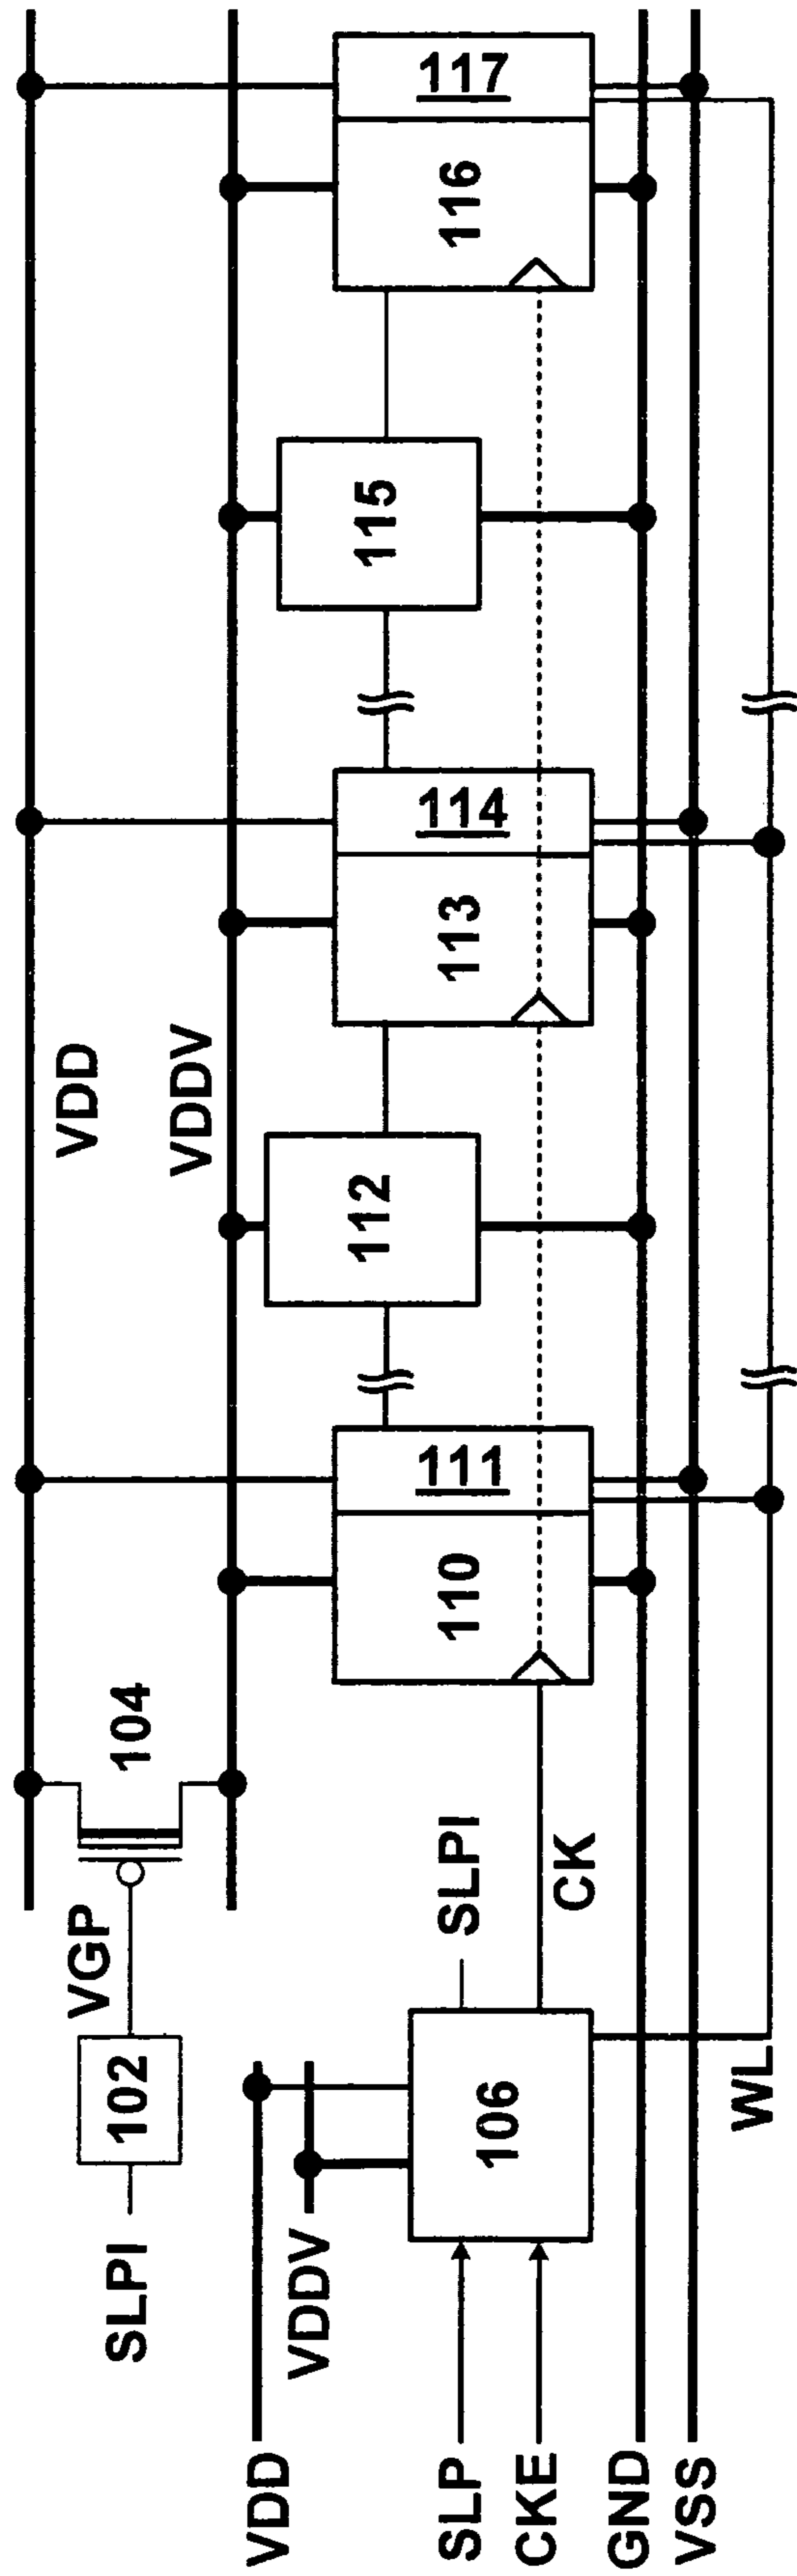 VDD
VDDV
SLPI
102
VGP
104
VDD
VDDV
SLP
CKE
106
SLPI
CK
110
111
112
113
114
115
116
117
GND
VSS
WL